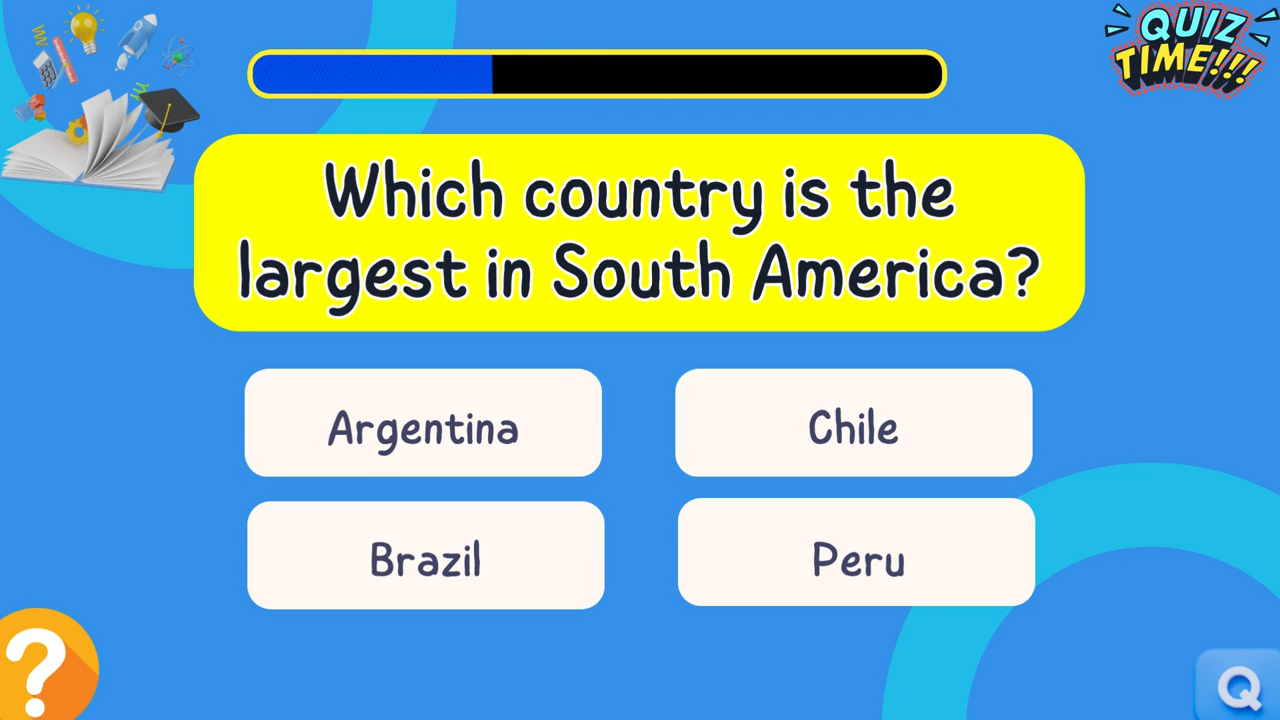 QUIZ
TIME!!!
Which country is the
largest in South America?
Argentina
Chile
Brazil
Peru
?
Q